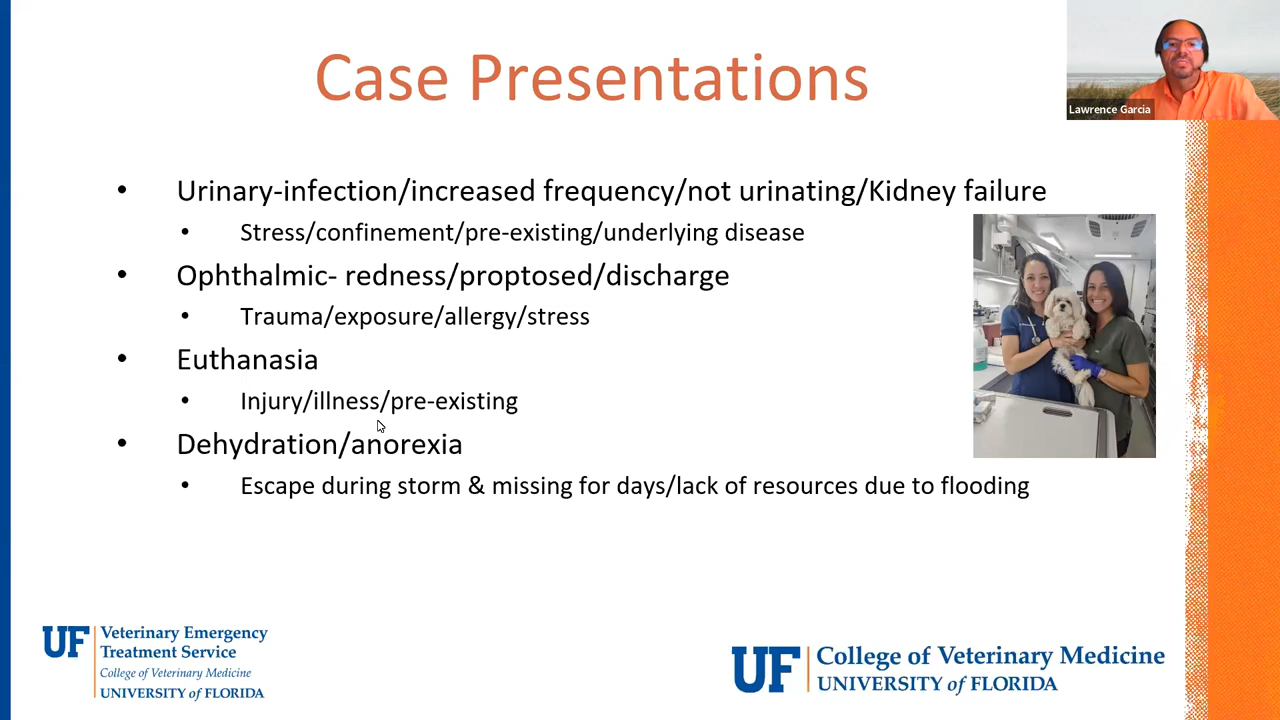 Case Presentations
Lawrence Garcia
• Urinary-infection/increased frequency/not urinating/Kidney failure
• Stress/confinement/pre-existing/underlying disease
• Ophthalmic- redness/proptosed/discharge
• Trauma/exposure/allergy/stress
• Euthanasia
• Injury/illness/pre-existing
• Dehydration/anorexia
• Escape during storm & missing for days/lack of resources due to flooding
UF Veterinary Emergency
Treatment Service
College of Veterinary Medicine
UNIVERSITY of FLORIDA
UF College of Veterinary Medicine
UNIVERSITY of FLORIDA